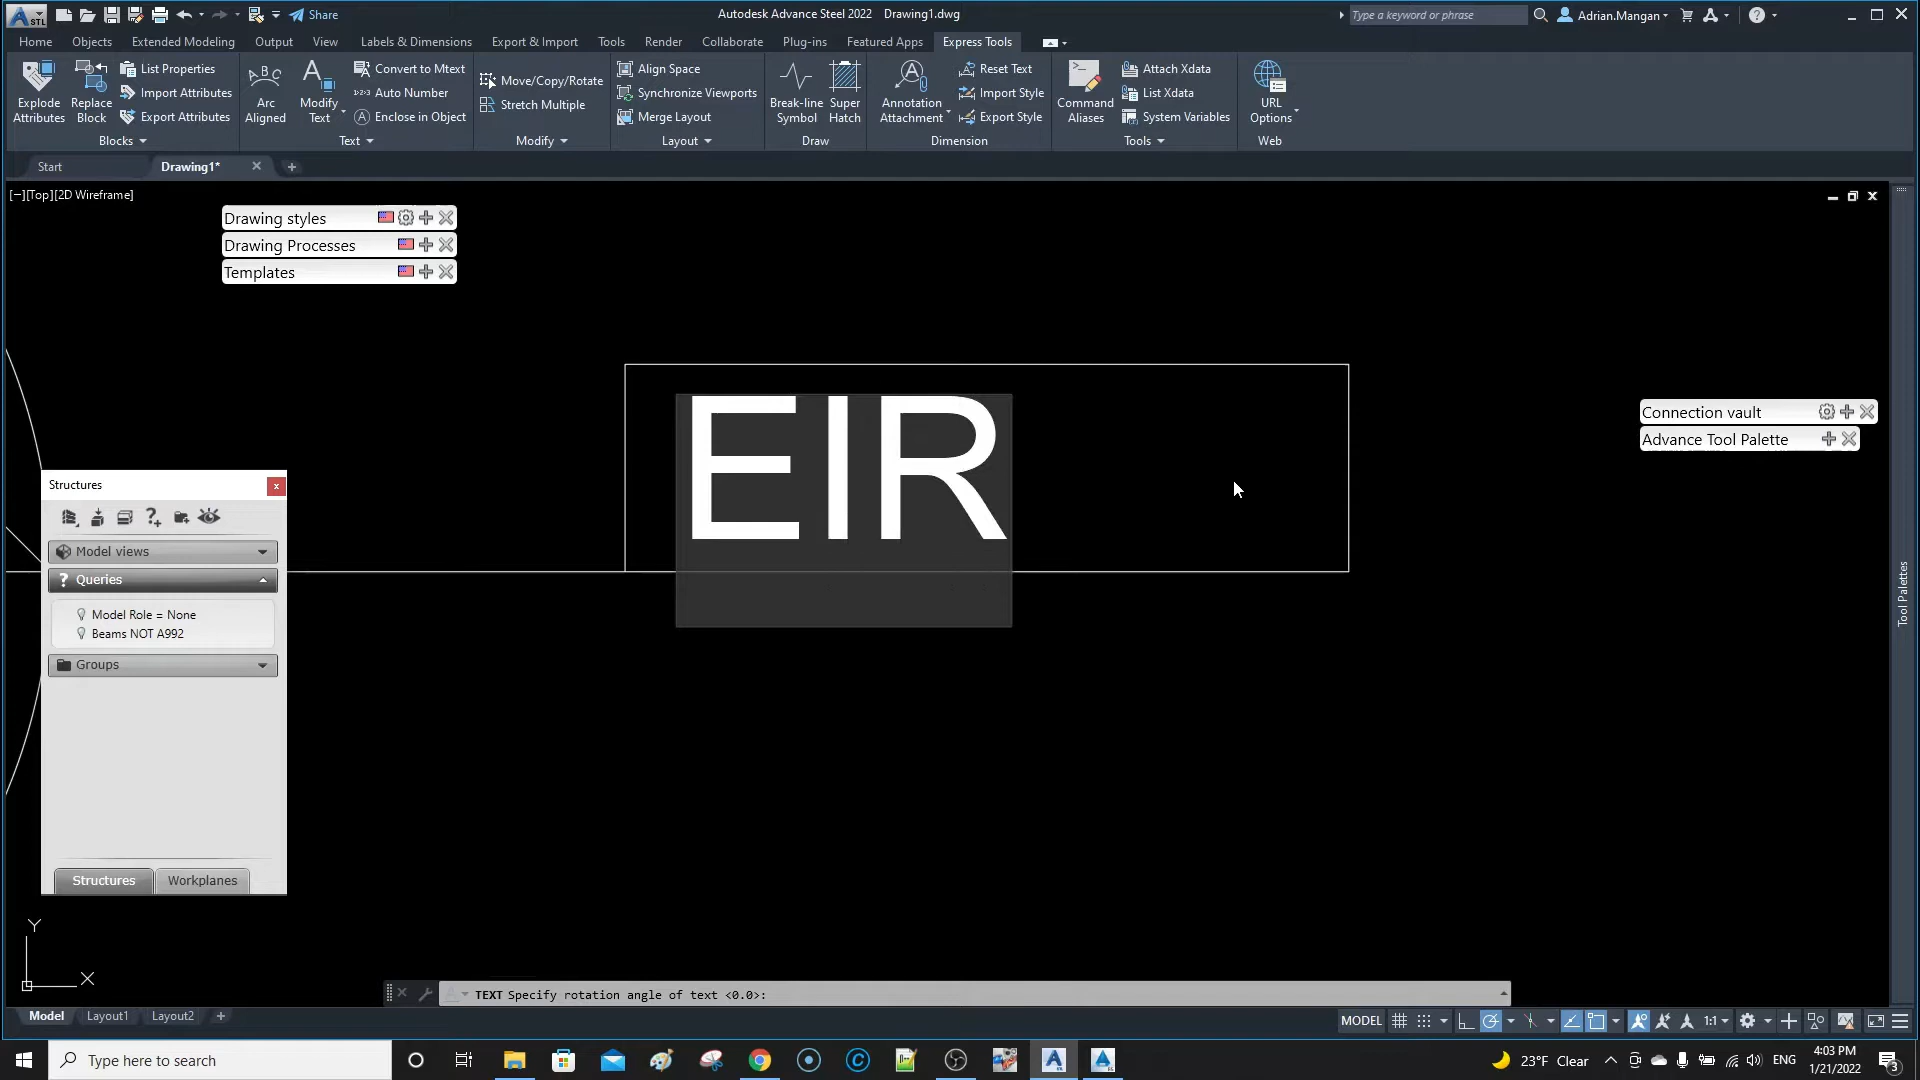 STL
Share
Autodesk Advance Steel 2022 Drawing1.dwg
Type a keyword or phrase
Adrian.Mangan
Home Objects Extended Modeling Output View Labels & Dimensions Export & Import Tools Render Collaborate Plug-ins Featured Apps Express Tools
Explode Attributes
Replace Block
List Properties
Import Attributes
Export Attributes
Blocks
Arc Aligned
Modify Text
Convert to Mtext
Auto Number
Enclose in Object
Text
Move/Copy/Rotate
Stretch Multiple
Modify
Align Space
Synchronize Viewports
Merge Layout
Layout
Break-line Symbol
Super Hatch
Draw
Annotation Attachment
Reset Text
Import Style
Export Style
Dimension
Command Aliases
Attach Xdata
List Xdata
System Variables
Tools
URL Options
Web
Start
Drawing1*
[−][Top][2D Wireframe]
Drawing styles
Drawing Processes
Templates
EIR
Connection vault
Advance Tool Palette
Tool Palettes
Structures
Model views
? Queries
Model Role = None
Beams NOT A992
Groups
Structures Workplanes
Y
X
TEXT Specify rotation angle of text <0.0>:
Model Layout1 Layout2 +
MODEL
1:1
Type here to search
23°F Clear
ENG
4:03 PM
1/21/2022
3